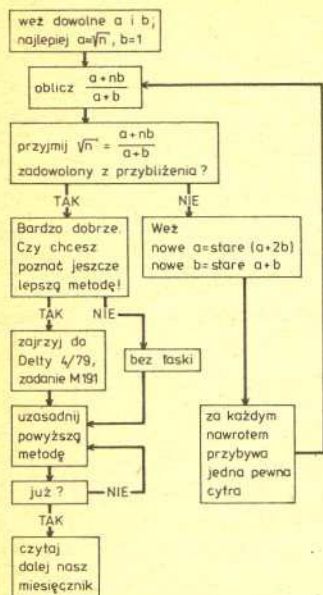 weź dowolne a i b;
najlepiej a≈√n, b=1
oblicz (a+nb)/(a+b)
przyjmij √n = (a+nb)/(a+b)
zadowolony z przybliżenia?
TAK
NIE
Bardzo dobrze.
Czy chcesz
poznać jeszcze
lepszą metodę!
Weź
nowe a=stare (a+2b)
nowe b=stare a+b
TAK
NIE
zajrzyj do
Delty 4/79,
zadanie M191
bez łaski
uzasadnij
powyższą
metodę
za każdym
nawrotem
przybywa
jedna pewna
cyfra
już?
NIE
TAK
czytaj
dalej nasz
miesięcznik